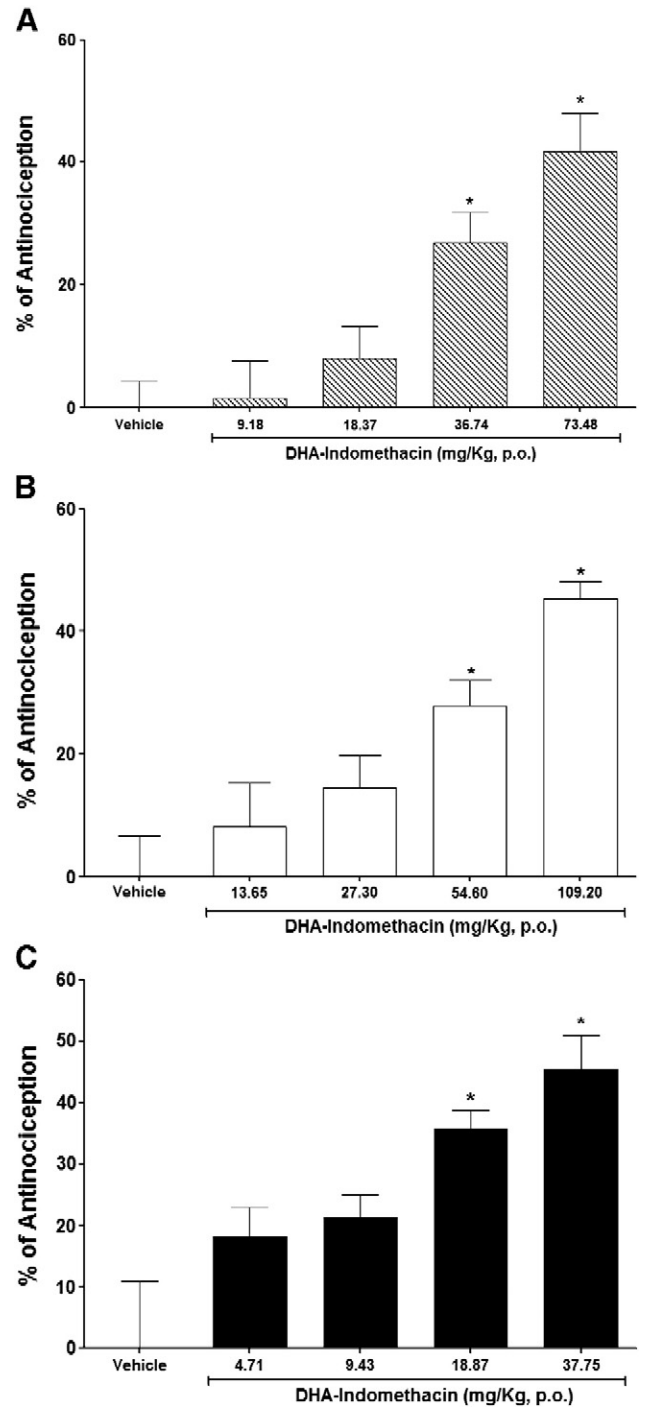 A
% of Antinociception
60
40
20
0
*
*
Vehicle 9.18 18.37 36.74 73.48
DHA-Indomethacin (mg/Kg, p.o.)
B
% of Antinociception
60
40
20
0
*
*
Vehicle 13.65 27.30 54.60 109.20
DHA-Indomethacin (mg/Kg, p.o.)
C
% of Antinociception
60
50
40
30
20
10
0
*
*
Vehicle 4.71 9.43 18.87 37.75
DHA-Indomethacin (mg/Kg, p.o.)